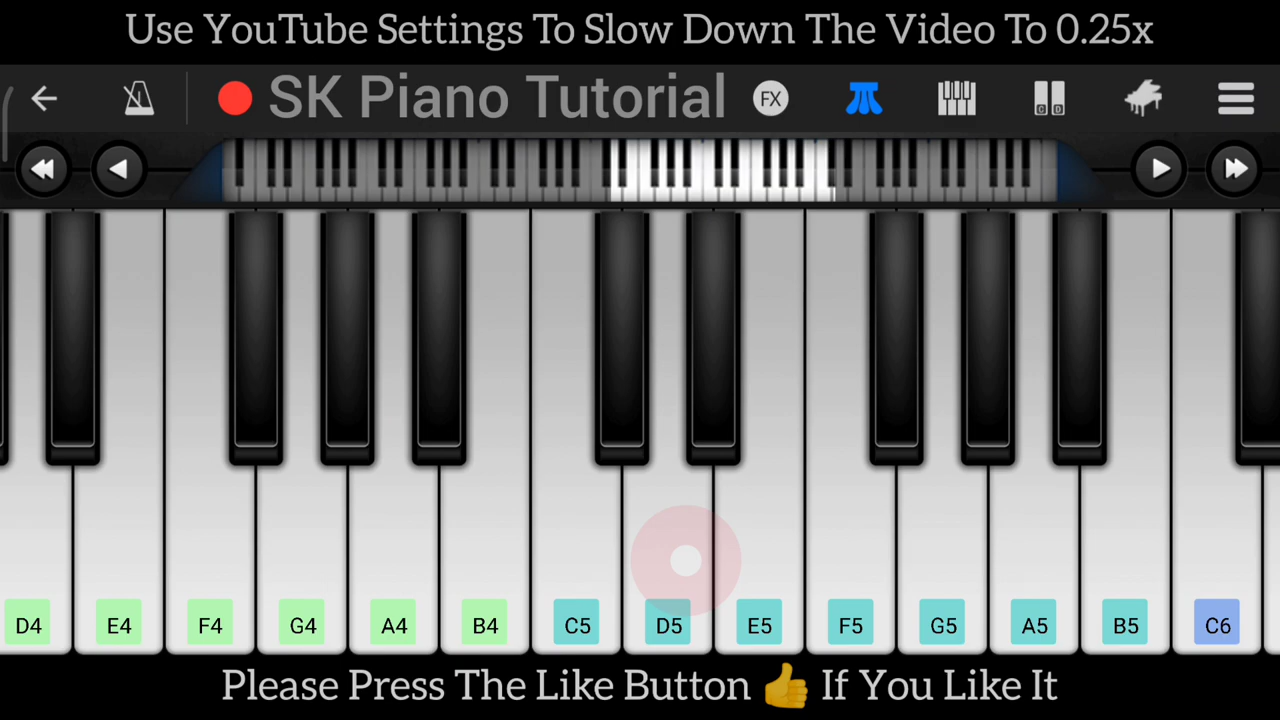 Use YouTube Settings To Slow Down The Video To 0.25x
SK Piano Tutorial FX
C D
D4 E4 F4 G4 A4 B4 C5 D5 E5 F5 G5 A5 B5 C6
Please Press The Like Button 👍 If You Like It